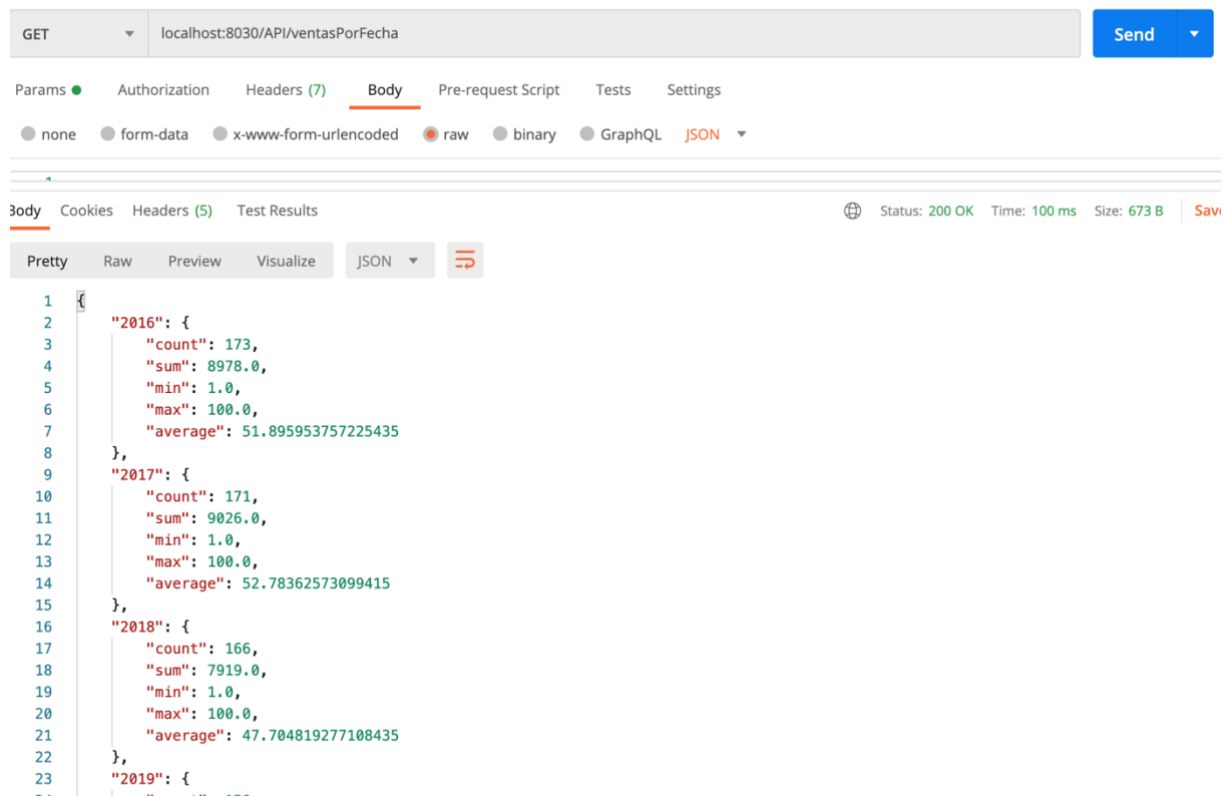 GET localhost:8030/API/ventasPorFecha Send
Params Authorization Headers (7) Body Pre-request Script Tests Settings
none form-data x-www-form-urlencoded raw binary GraphQL JSON
Body Cookies Headers (5) Test Results Status: 200 OK Time: 100 ms Size: 673 B Save
Pretty Raw Preview Visualize JSON
1 {
2 "2016": {
3 "count": 173,
4 "sum": 8978.0,
5 "min": 1.0,
6 "max": 100.0,
7 "average": 51.895953757225435
8 },
9 "2017": {
10 "count": 171,
11 "sum": 9026.0,
12 "min": 1.0,
13 "max": 100.0,
14 "average": 52.78362573099415
15 },
16 "2018": {
17 "count": 166,
18 "sum": 7919.0,
19 "min": 1.0,
20 "max": 100.0,
21 "average": 47.704819277108435
22 },
23 "2019": {